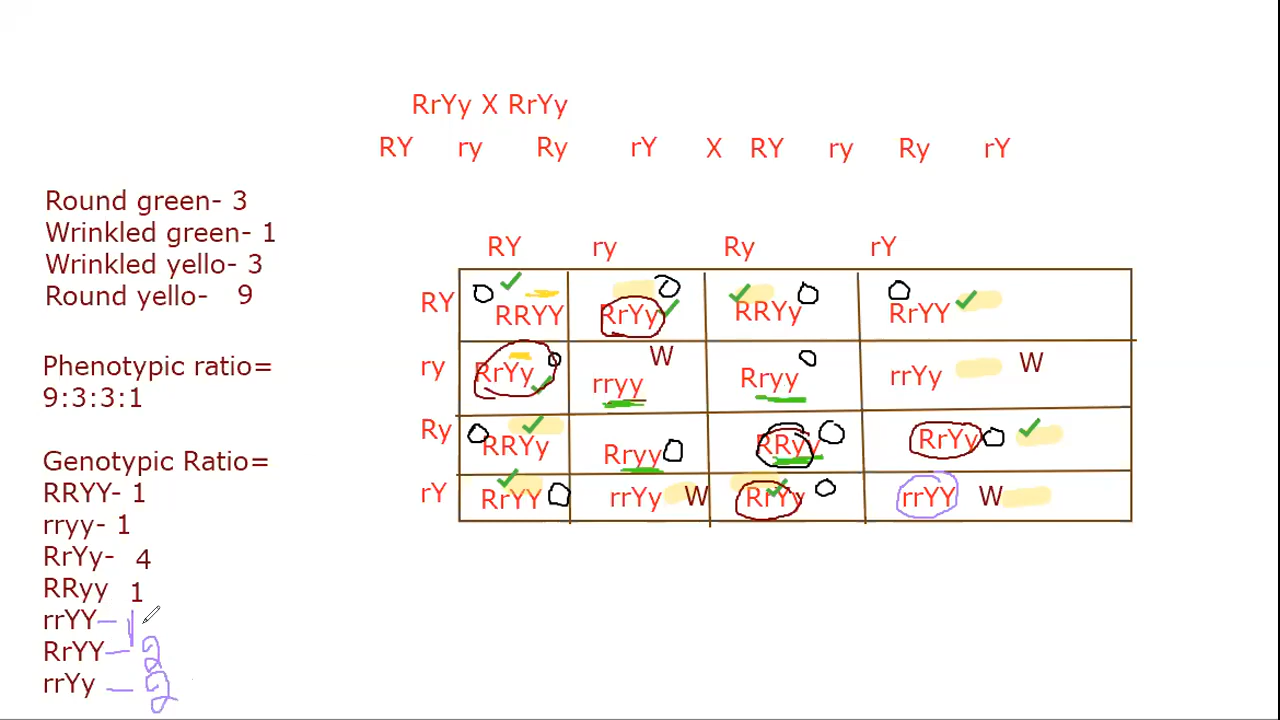 RrYy X RrYy
RY ry Ry rY X RY ry Ry rY
Round green- 3
Wrinkled green- 1
Wrinkled yello- 3
Round yello- 9
Phenotypic ratio=
9:3:3:1
Genotypic Ratio=
RRYY- 1
rryy- 1
RrYy- 4
RRyy 1
rrYY- 1
RrYY- 2
rrYy - 2
RY ry Ry rY
RY RRYY RrYy RRYy RrYY
ry RrYy rryy W Rryy rrYy W
Ry RRYy Rryy RRyy RrYy
rY RrYY rrYy W RrYy rrYY W